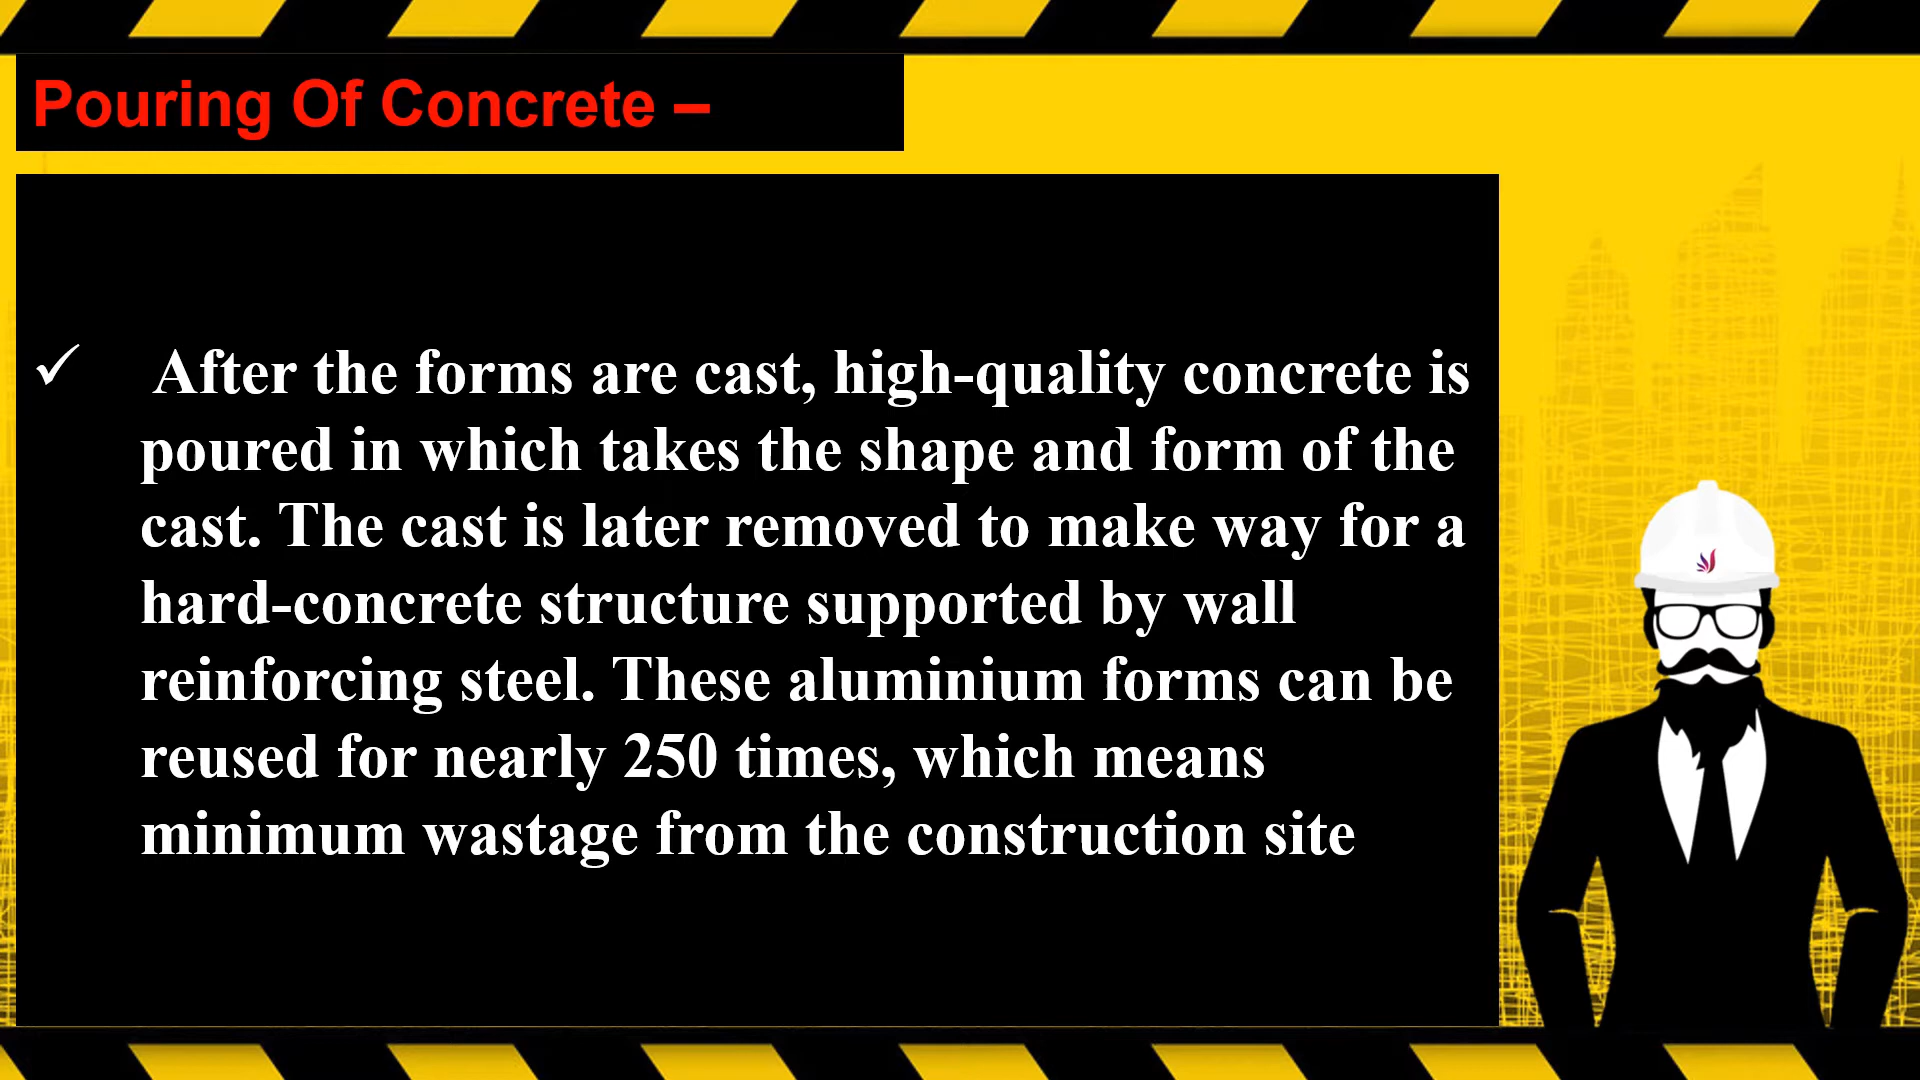 Pouring Of Concrete –
✓ After the forms are cast, high-quality concrete is
poured in which takes the shape and form of the
cast. The cast is later removed to make way for a
hard-concrete structure supported by wall
reinforcing steel. These aluminium forms can be
reused for nearly 250 times, which means
minimum wastage from the construction site